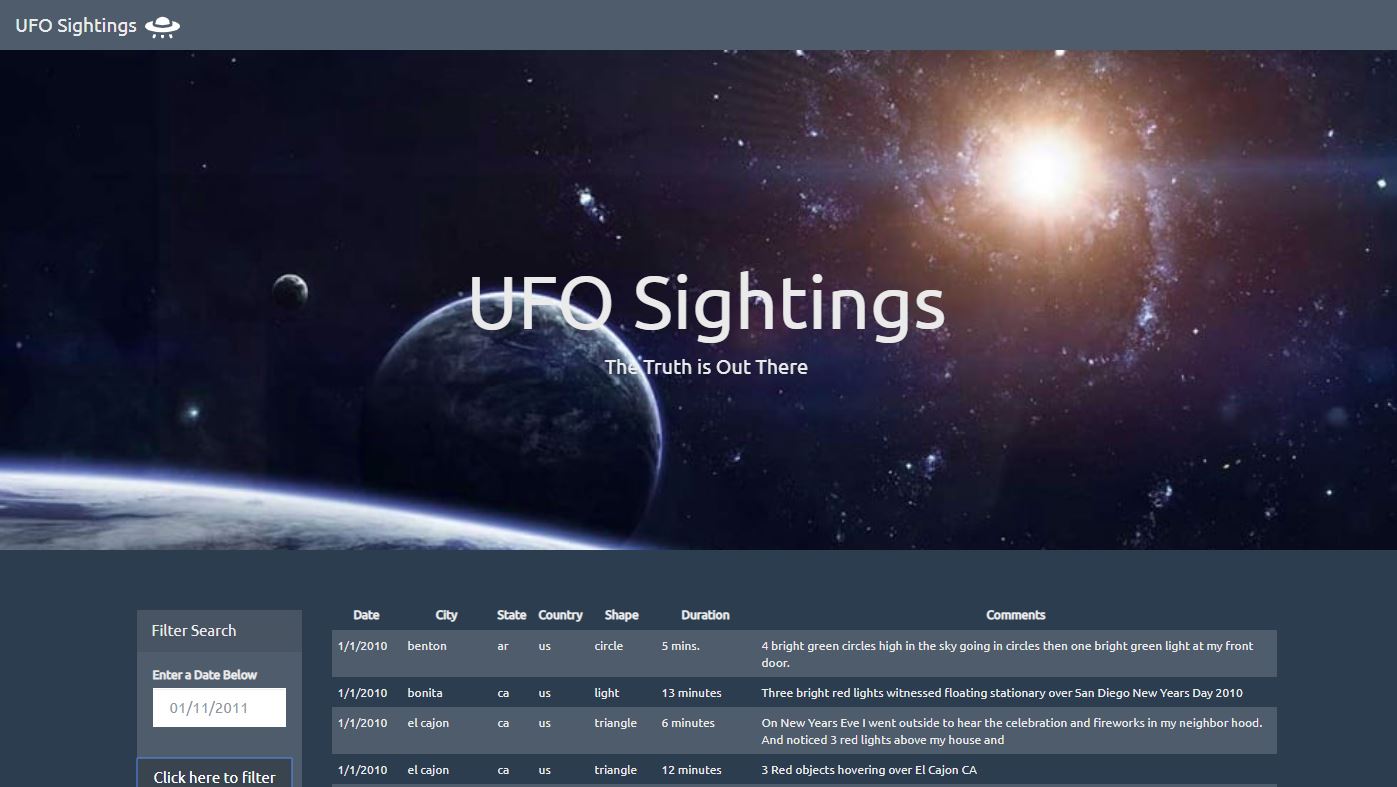 UFO Sightings
UFO Sightings
The Truth is Out There
Filter Search
Enter a Date Below
01/11/2011
Click here to filter
Date City State Country Shape Duration Comments
1/1/2010 benton ar us circle 5 mins. 4 bright green circles high in the sky going in circles then one bright green light at my front
door.
1/1/2010 bonita ca us light 13 minutes Three bright red lights witnessed floating stationary over San Diego New Years Day 2010
1/1/2010 el cajon ca us triangle 6 minutes On New Years Eve I went outside to hear the celebration and fireworks in my neighbor hood.
And noticed 3 red lights above my house and
1/1/2010 el cajon ca us triangle 12 minutes 3 Red objects hovering over El Cajon CA